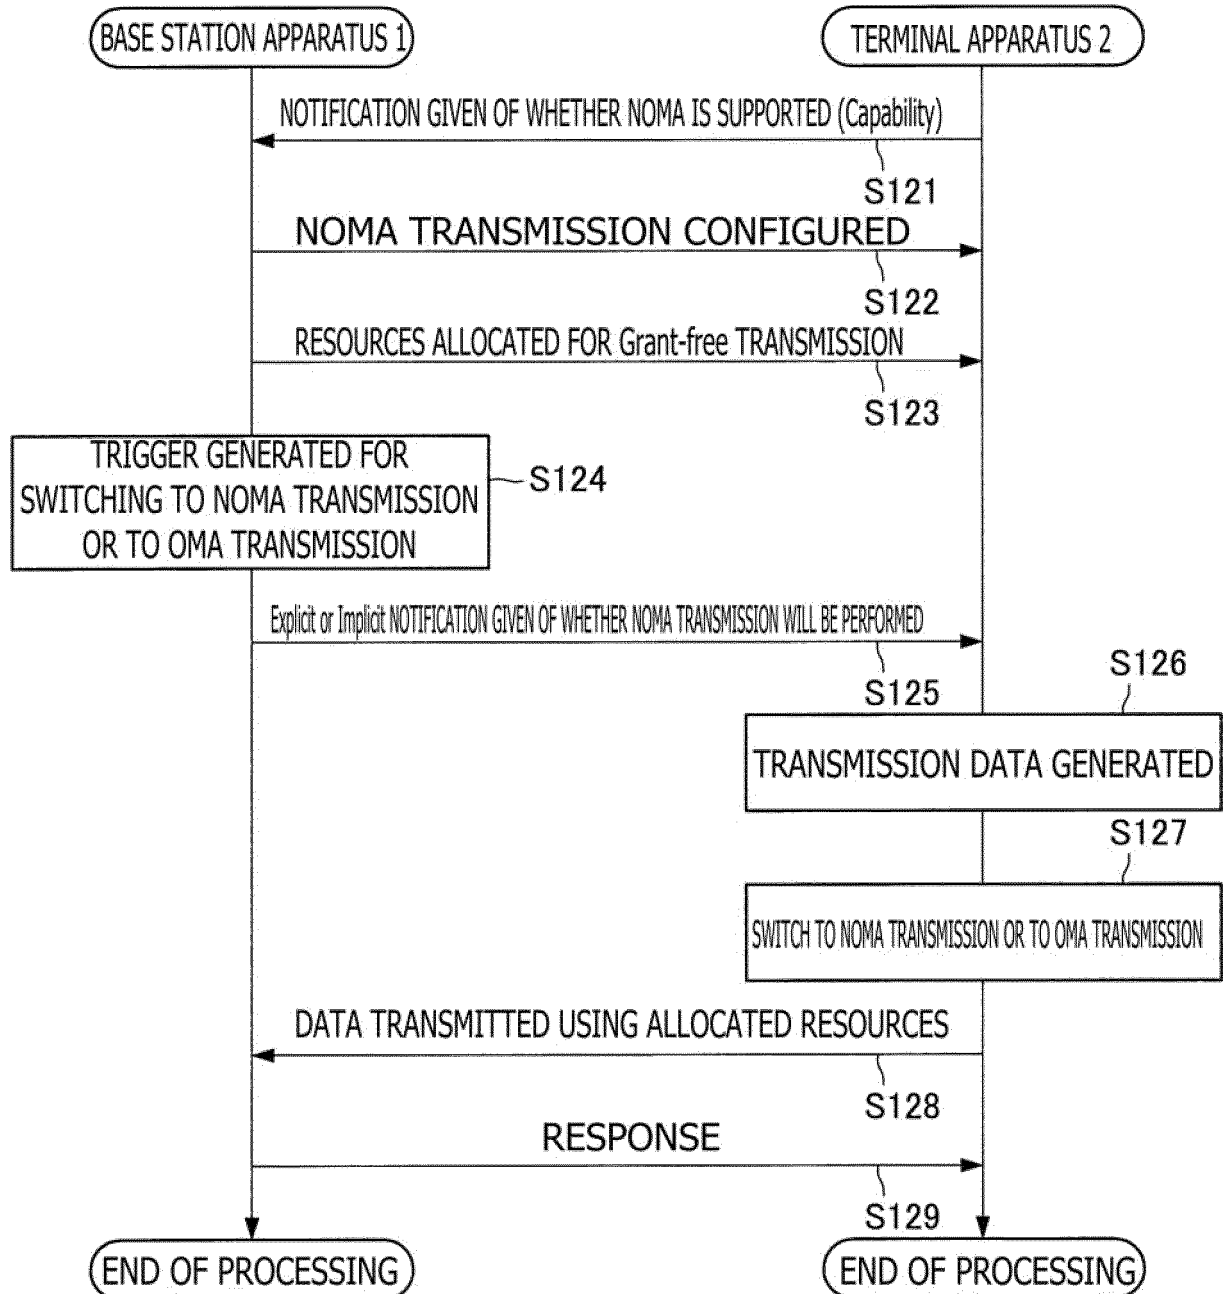 BASE STATION APPARATUS 1
TERMINAL APPARATUS 2
NOTIFICATION GIVEN OF WHETHER NOMA IS SUPPORTED (Capability)
S121
NOMA TRANSMISSION CONFIGURED
S122
RESOURCES ALLOCATED FOR Grant-free TRANSMISSION
S123
TRIGGER GENERATED FOR
SWITCHING TO NOMA TRANSMISSION
OR TO OMA TRANSMISSION
S124
Explicit or Implicit NOTIFICATION GIVEN OF WHETHER NOMA TRANSMISSION WILL BE PERFORMED
S125
S126
TRANSMISSION DATA GENERATED
S127
SWITCH TO NOMA TRANSMISSION OR TO OMA TRANSMISSION
DATA TRANSMITTED USING ALLOCATED RESOURCES
S128
RESPONSE
S129
END OF PROCESSING
END OF PROCESSING